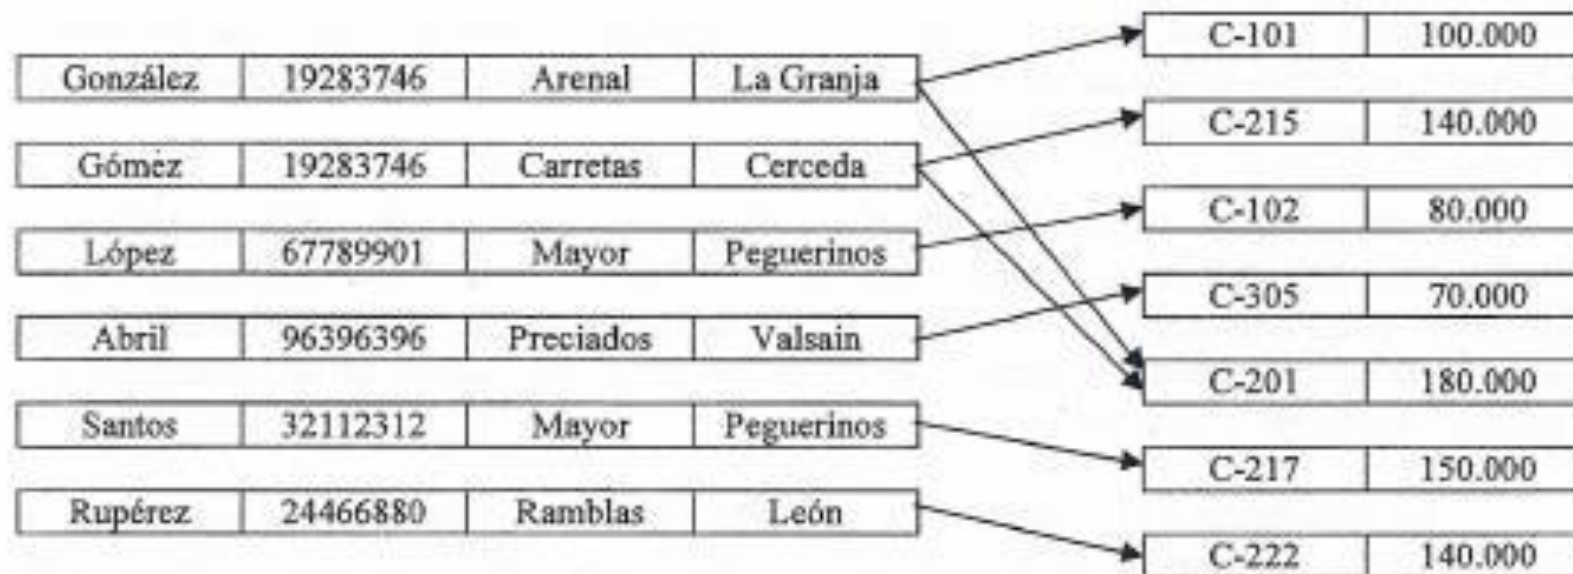 González 19283746 Arenal La Granja
Gómez 19283746 Carretas Cerceda
López 67789901 Mayor Peguerinos
Abril 96396396 Preciados Valsain
Santos 32112312 Mayor Peguerinos
Rupérez 24466880 Ramblas León
C-101 100.000
C-215 140.000
C-102 80.000
C-305 70.000
C-201 180.000
C-217 150.000
C-222 140.000